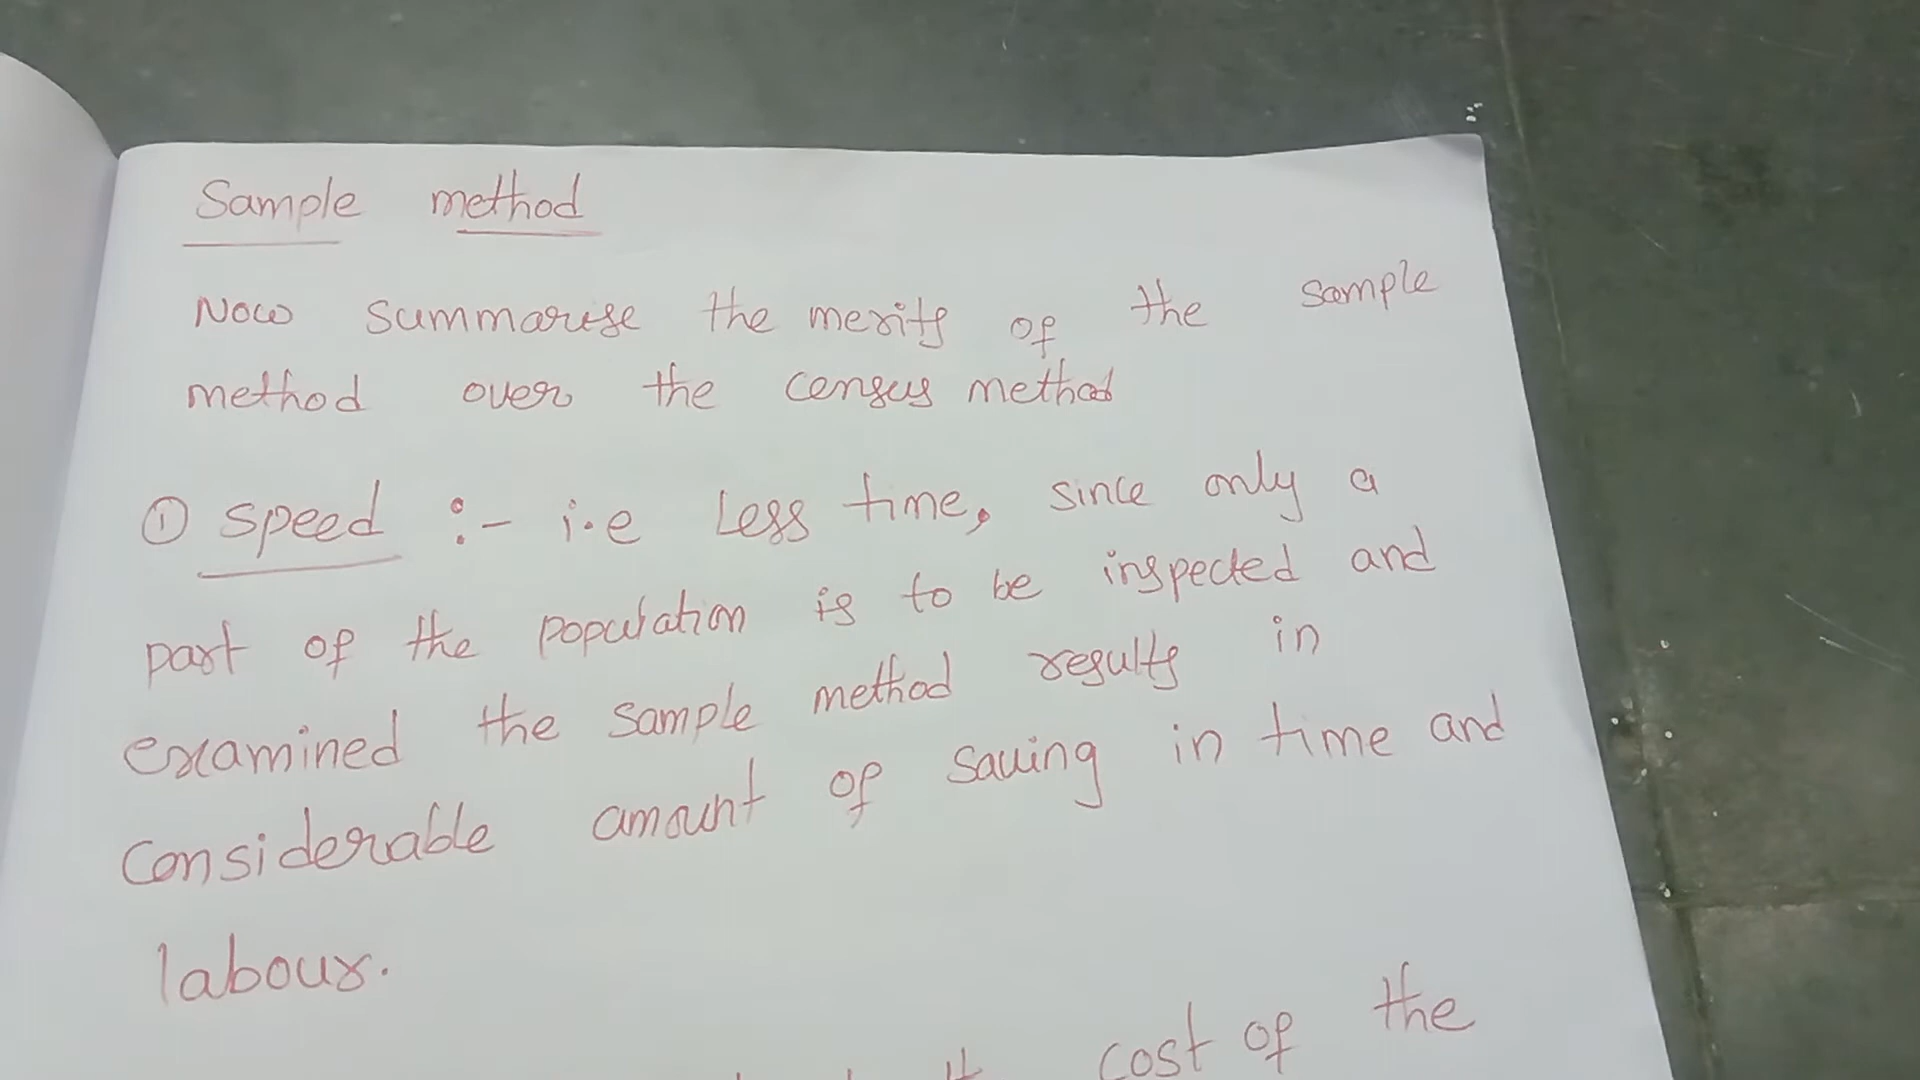 Sample method
Now summarise the merits of the sample
method over the census method
① Speed :- i.e Less time, since only a
part of the population is to be inspected and
examined the sample method results in
considerable amount of saving in time and
labour.
cost of the